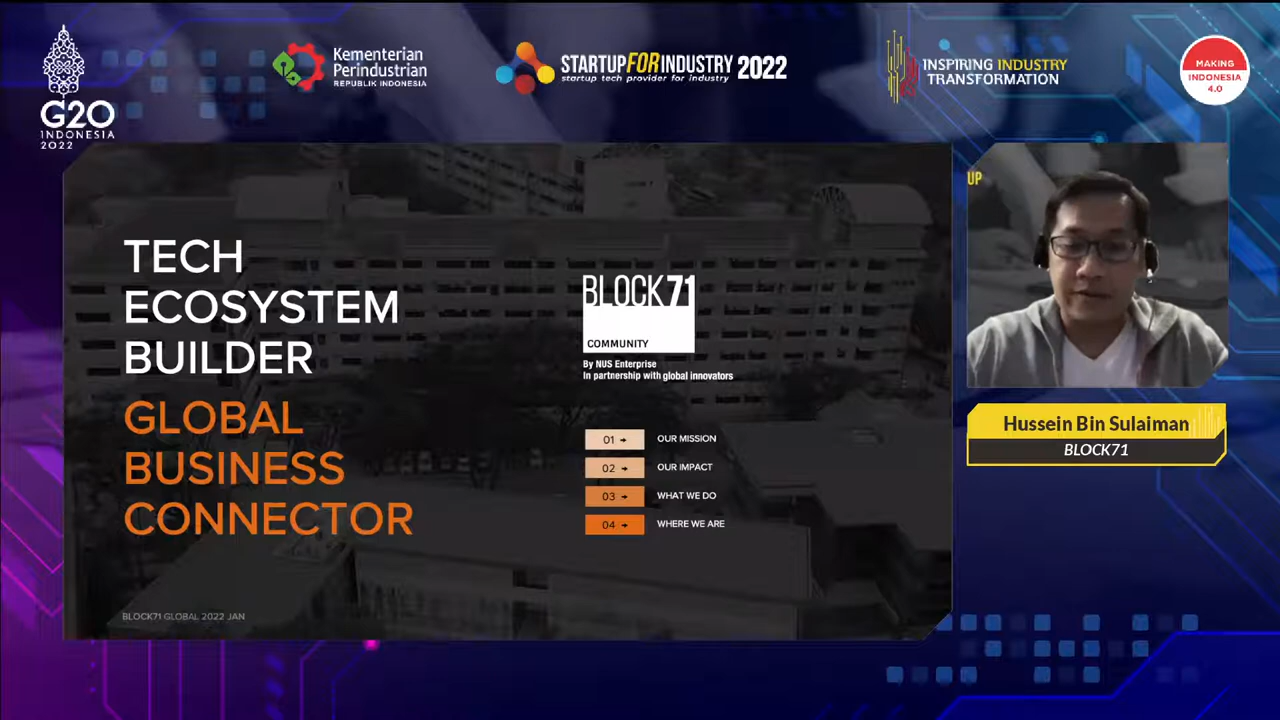 G20
INDONESIA
2022
Kementerian
Perindustrian
REPUBLIK INDONESIA
STARTUPFORINDUSTRY 2022
startup tech provider for industry
INSPIRING INDUSTRY
TRANSFORMATION
MAKING
INDONESIA
4.0
TECH
ECOSYSTEM
BUILDER
GLOBAL
BUSINESS
CONNECTOR
BLOCK71
COMMUNITY
By NUS Enterprise
In partnership with global innovators
01 → OUR MISSION
02 → OUR IMPACT
03 → WHAT WE DO
04 → WHERE WE ARE
BLOCK71 GLOBAL 2022 JAN
UP
Hussein Bin Sulaiman
BLOCK71